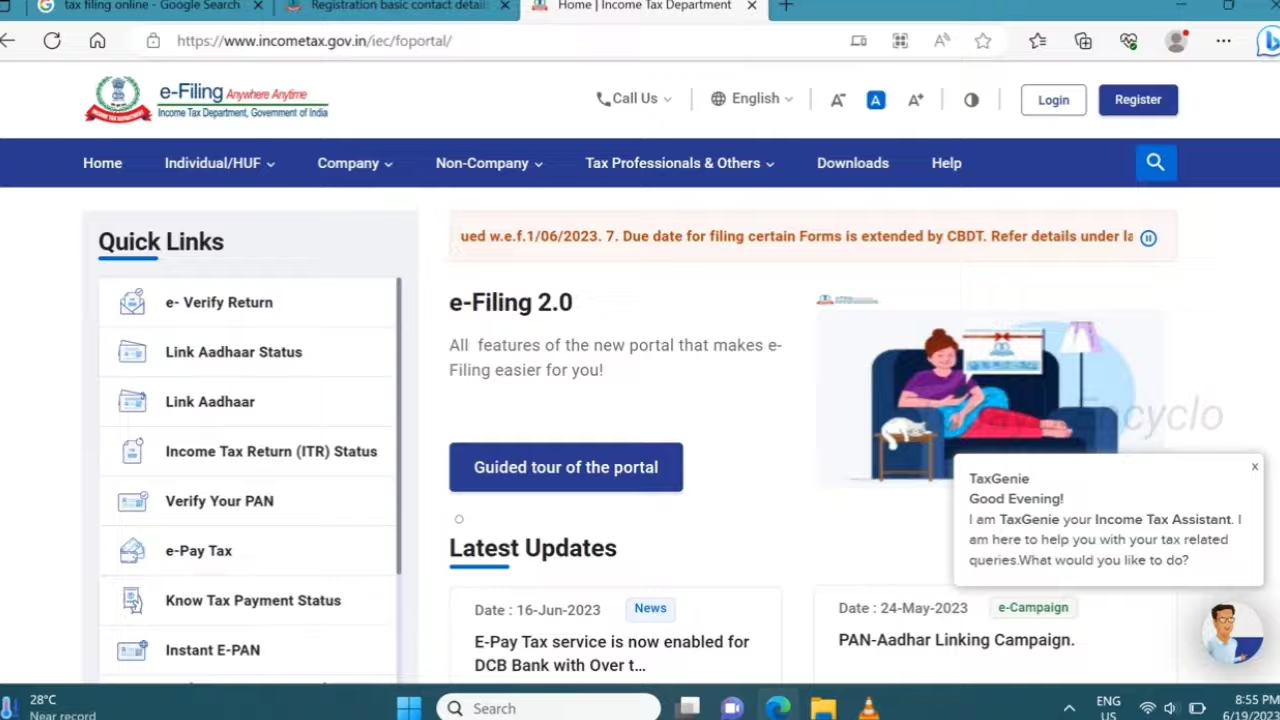 tax filing online - Google Search
Registration basic contact detail
Home | Income Tax Department
https://www.incometax.gov.in/iec/foportal/
e-Filing Anywhere Anytime
Income Tax Department, Government of India
Call Us
English
A-
A
A+
Login
Register
Home
Individual/HUF
Company
Non-Company
Tax Professionals & Others
Downloads
Help
Quick Links
e- Verify Return
Link Aadhaar Status
Link Aadhaar
Income Tax Return (ITR) Status
Verify Your PAN
e-Pay Tax
Know Tax Payment Status
Instant E-PAN
ued w.e.f.1/06/2023. 7. Due date for filing certain Forms is extended by CBDT. Refer details under la
e-Filing 2.0
All features of the new portal that makes e-
Filing easier for you!
Guided tour of the portal
Encyclo
TaxGenie
Good Evening!
I am TaxGenie your Income Tax Assistant. I
am here to help you with your tax related
queries.What would you like to do?
x
Latest Updates
Date : 16-Jun-2023
News
E-Pay Tax service is now enabled for
DCB Bank with Over t...
Date : 24-May-2023
e-Campaign
PAN-Aadhar Linking Campaign.
28°C
Near record
Search
ENG
US
8:55 PM
6/19/2023